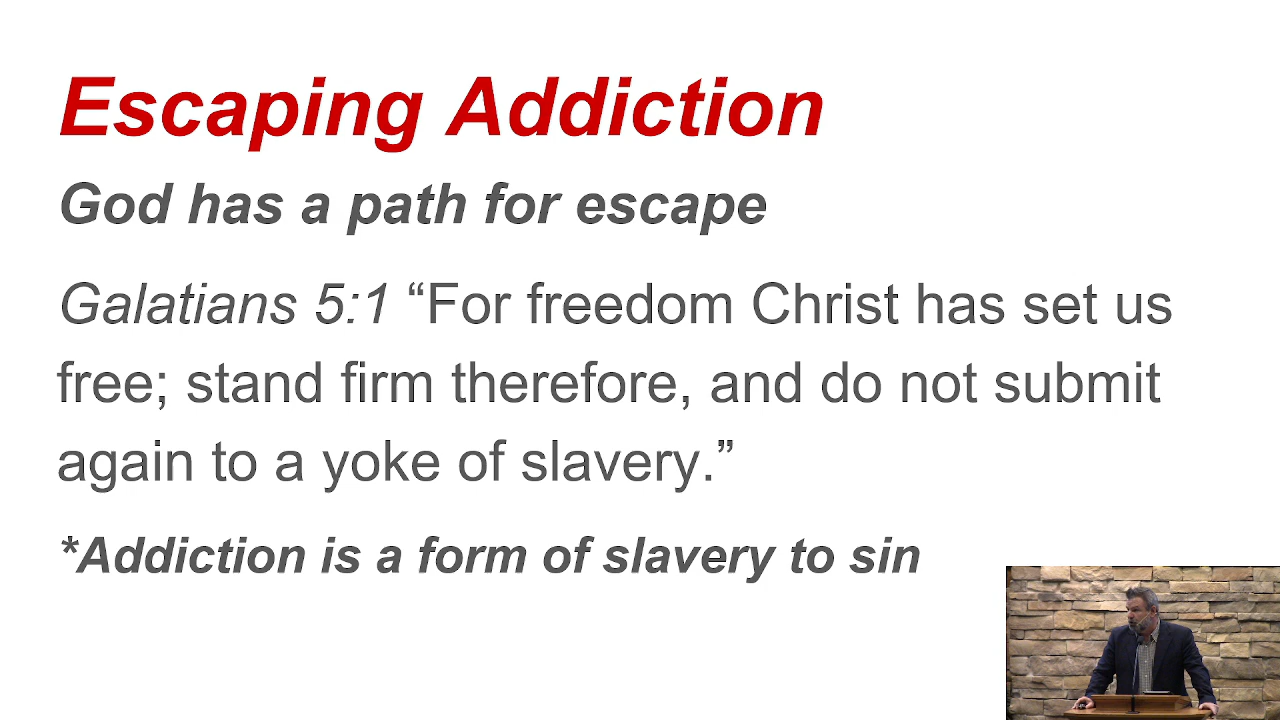 Escaping Addiction
God has a path for escape
Galatians 5:1 “For freedom Christ has set us
free; stand firm therefore, and do not submit
again to a yoke of slavery.”
*Addiction is a form of slavery to sin